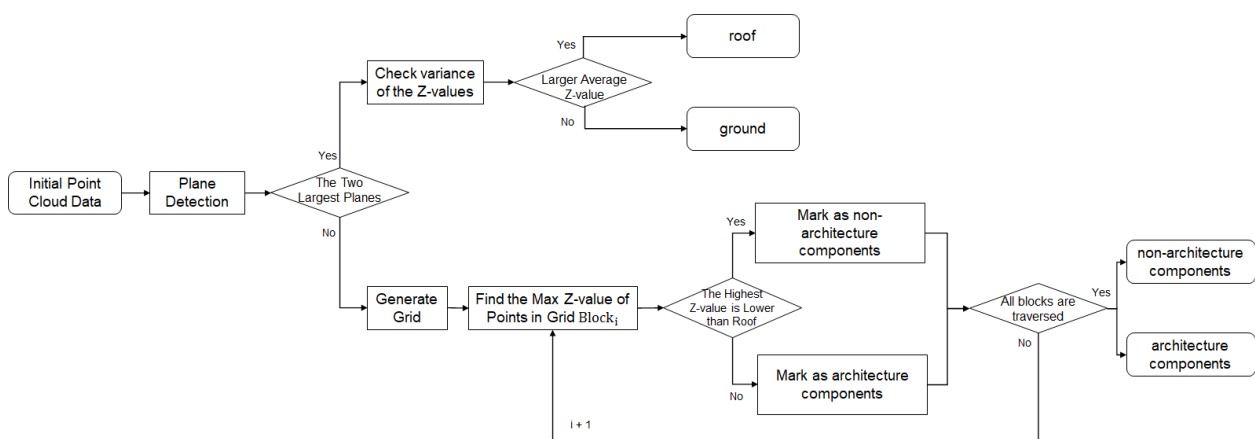 Yes
roof
Check variance
of the Z-values
Larger Average
Z-value
No
ground
Yes
Initial Point
Cloud Data
Plane
Detection
The Two
Largest Planes
No
Yes
Mark as non-
architecture
components
Generate
Grid
Find the Max Z-value of
Points in Grid Blockᵢ
The Highest
Z-value is Lower
than Roof
No
Mark as architecture
components
All blocks are
traversed
Yes
No
non-architecture
components
architecture
components
i + 1